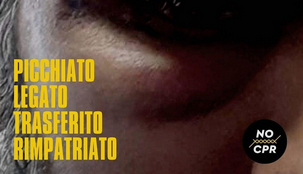 PICCHIATO
LEGATO
TRASFERITO
RIMPATRIATO
NO
CPR